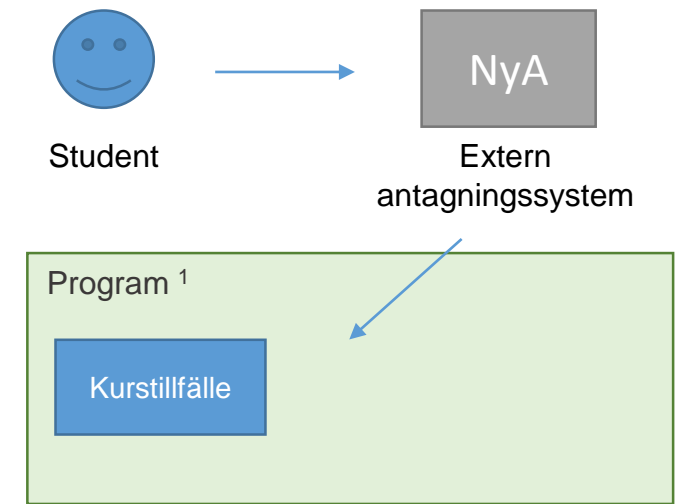 NyA
Student
Extern
antagningssystem
Program ¹
Kurstillfälle